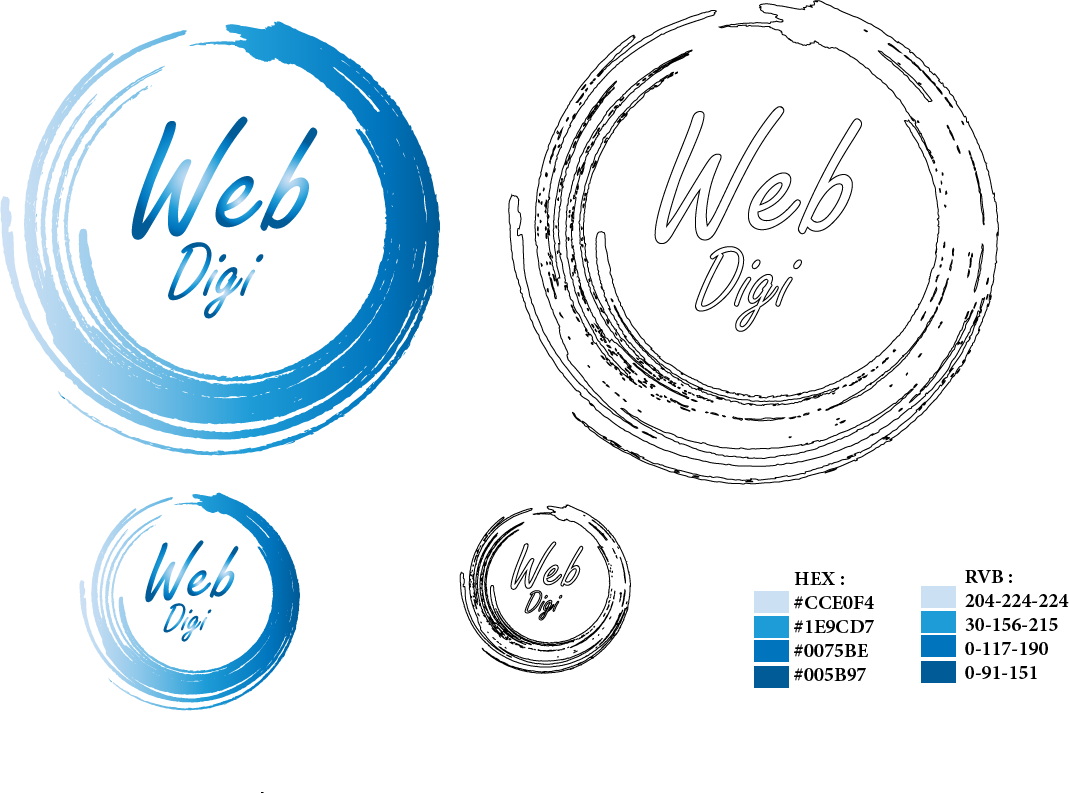 Web
Digi
Web
Digi
Web
Digi
Web
Digi
HEX :
#CCE0F4
#1E9CD7
#0075BE
#005B97
RVB :
204-224-224
30-156-215
0-117-190
0-91-151